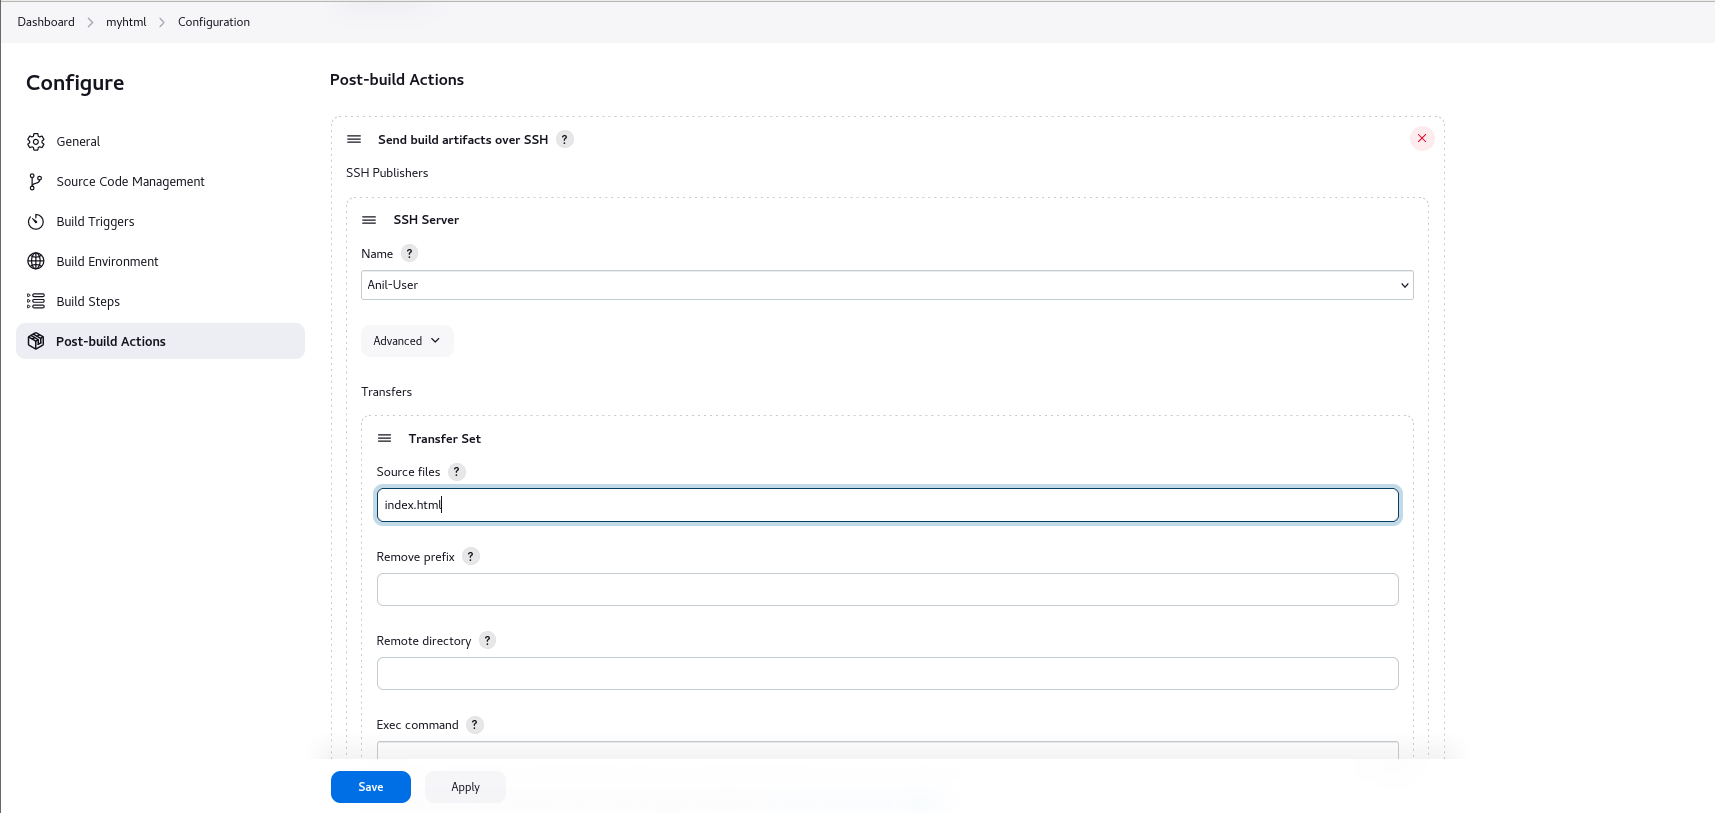 Dashboard > myhtml > Configuration
Configure
General
Source Code Management
Build Triggers
Build Environment
Build Steps
Post-build Actions
Post-build Actions
Send build artifacts over SSH ?
SSH Publishers
SSH Server
Name ?
Anil-User
Advanced
Transfers
Transfer Set
Source files ?
index.html
Remove prefix ?
Remote directory ?
Exec command ?
Save
Apply